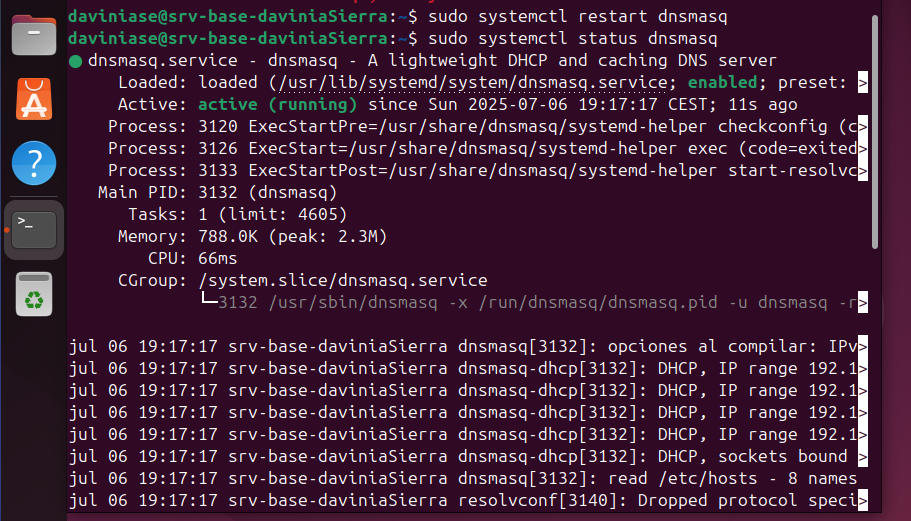 daviniase@srv-base-daviniaSierra:~$ sudo systemctl restart dnsmasq
daviniase@srv-base-daviniaSierra:~$ sudo systemctl status dnsmasq
● dnsmasq.service - dnsmasq - A lightweight DHCP and caching DNS server
Loaded: loaded (/usr/lib/systemd/system/dnsmasq.service; enabled; preset: >
Active: active (running) since Sun 2025-07-06 19:17:17 CEST; 11s ago
Process: 3120 ExecStartPre=/usr/share/dnsmasq/systemd-helper checkconfig (c>
Process: 3126 ExecStart=/usr/share/dnsmasq/systemd-helper exec (code=exited>
Process: 3133 ExecStartPost=/usr/share/dnsmasq/systemd-helper start-resolvc>
Main PID: 3132 (dnsmasq)
Tasks: 1 (limit: 4605)
Memory: 788.0K (peak: 2.3M)
CPU: 66ms
CGroup: /system.slice/dnsmasq.service
└─3132 /usr/sbin/dnsmasq -x /run/dnsmasq/dnsmasq.pid -u dnsmasq -r>
jul 06 19:17:17 srv-base-daviniaSierra dnsmasq[3132]: opciones al compilar: IPv>
jul 06 19:17:17 srv-base-daviniaSierra dnsmasq-dhcp[3132]: DHCP, IP range 192.1>
jul 06 19:17:17 srv-base-daviniaSierra dnsmasq-dhcp[3132]: DHCP, IP range 192.1>
jul 06 19:17:17 srv-base-daviniaSierra dnsmasq-dhcp[3132]: DHCP, IP range 192.1>
jul 06 19:17:17 srv-base-daviniaSierra dnsmasq-dhcp[3132]: DHCP, IP range 192.1>
jul 06 19:17:17 srv-base-daviniaSierra dnsmasq-dhcp[3132]: DHCP, sockets bound >
jul 06 19:17:17 srv-base-daviniaSierra dnsmasq[3132]: read /etc/hosts - 8 names
jul 06 19:17:17 srv-base-daviniaSierra resolvconf[3140]: Dropped protocol speci>